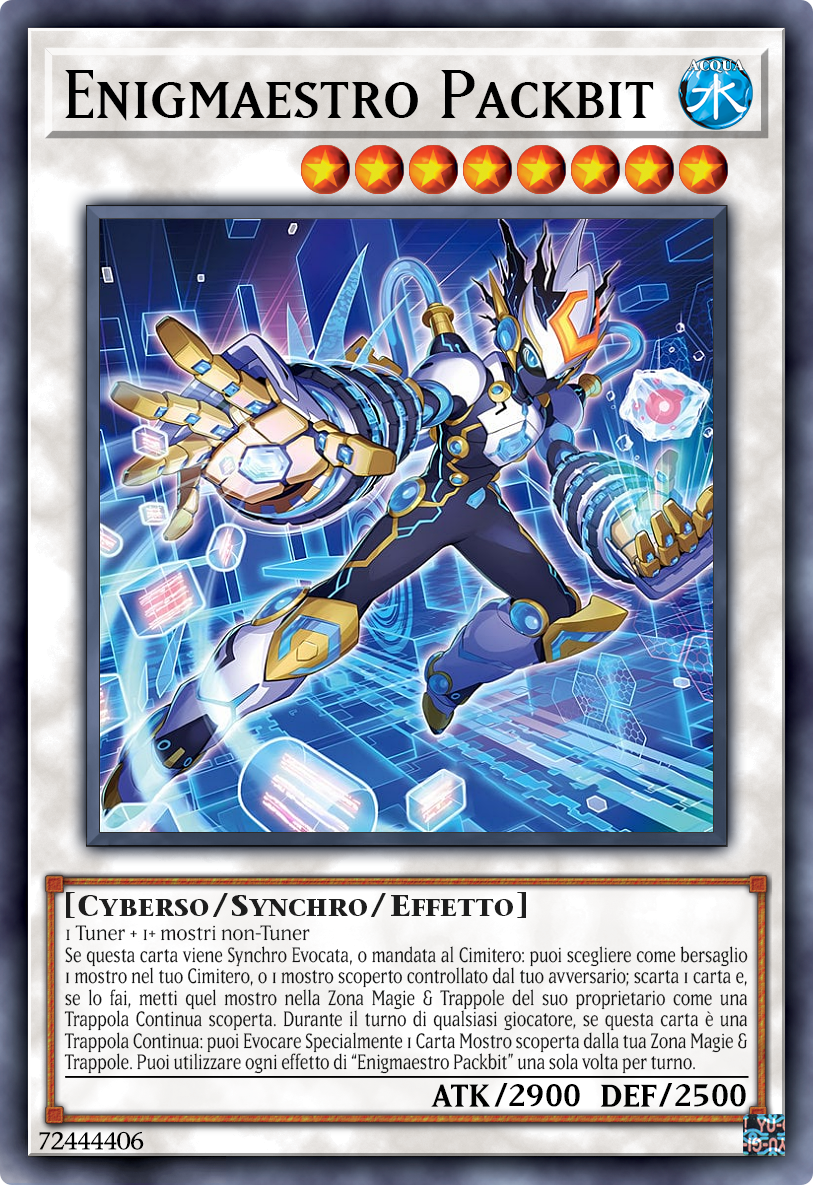 Enigmaestro Packbit
ACQUA
水
[Cyberso/Synchro/Effetto]
1 Tuner + 1+ mostri non-Tuner
Se questa carta viene Synchro Evocata, o mandata al Cimitero: puoi scegliere come bersaglio
1 mostro nel tuo Cimitero, o 1 mostro scoperto controllato dal tuo avversario; scarta 1 carta e,
se lo fai, metti quel mostro nella Zona Magie & Trappole del suo proprietario come una
Trappola Continua scoperta. Durante il turno di qualsiasi giocatore, se questa carta è una
Trappola Continua: puoi Evocare Specialmente 1 Carta Mostro scoperta dalla tua Zona Magie &
Trappole. Puoi utilizzare ogni effetto di “Enigmaestro Packbit” una sola volta per turno.
ATK/2900 DEF/2500
72444406